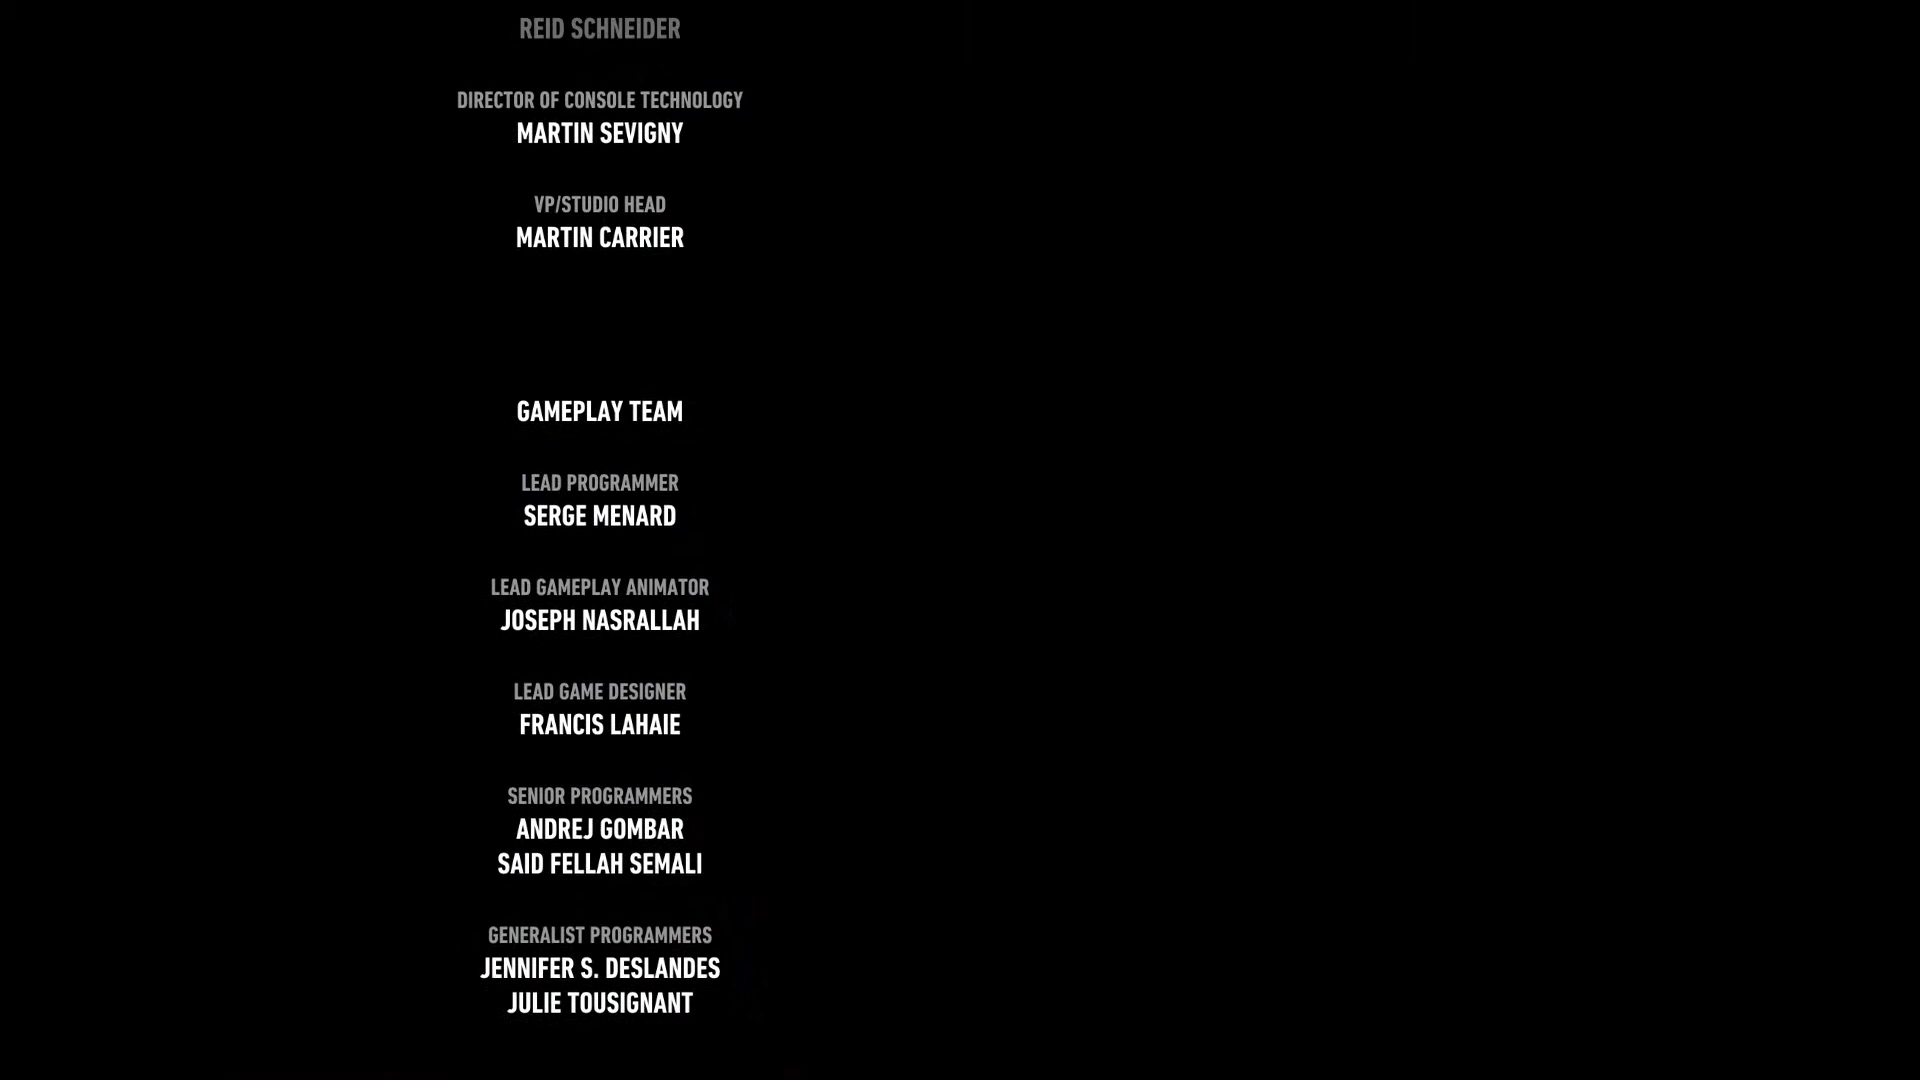 REID SCHNEIDER
DIRECTOR OF CONSOLE TECHNOLOGY
MARTIN SEVIGNY
VP/STUDIO HEAD
MARTIN CARRIER
GAMEPLAY TEAM
LEAD PROGRAMMER
SERGE MENARD
LEAD GAMEPLAY ANIMATOR
JOSEPH NASRALLAH
LEAD GAME DESIGNER
FRANCIS LAHAIE
SENIOR PROGRAMMERS
ANDREJ GOMBAR
SAID FELLAH SEMALI
GENERALIST PROGRAMMERS
JENNIFER S. DESLANDES
JULIE TOUSIGNANT